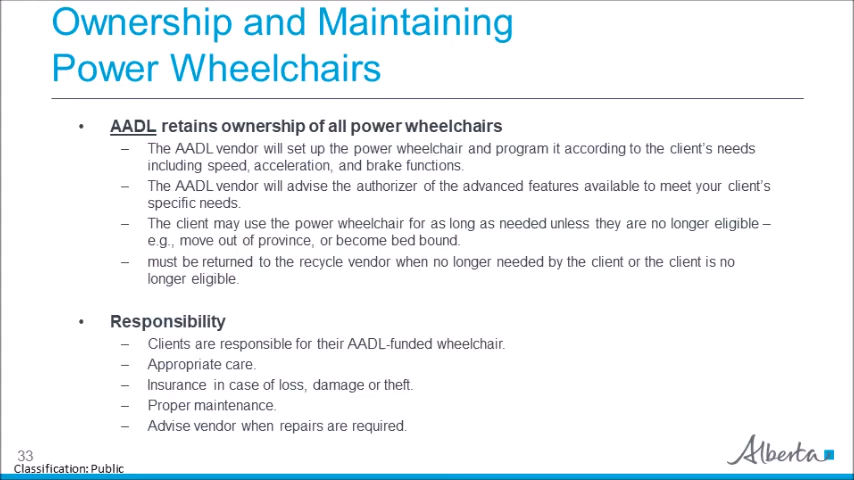 Ownership and Maintaining
Power Wheelchairs
• AADL retains ownership of all power wheelchairs
– The AADL vendor will set up the power wheelchair and program it according to the client’s needs
including speed, acceleration, and brake functions.
– The AADL vendor will advise the authorizer of the advanced features available to meet your client’s
specific needs.
– The client may use the power wheelchair for as long as needed unless they are no longer eligible –
e.g., move out of province, or become bed bound.
– must be returned to the recycle vendor when no longer needed by the client or the client is no
longer eligible.
• Responsibility
– Clients are responsible for their AADL-funded wheelchair.
– Appropriate care.
– Insurance in case of loss, damage or theft.
– Proper maintenance.
– Advise vendor when repairs are required.
33
Classification: Public
Alberta